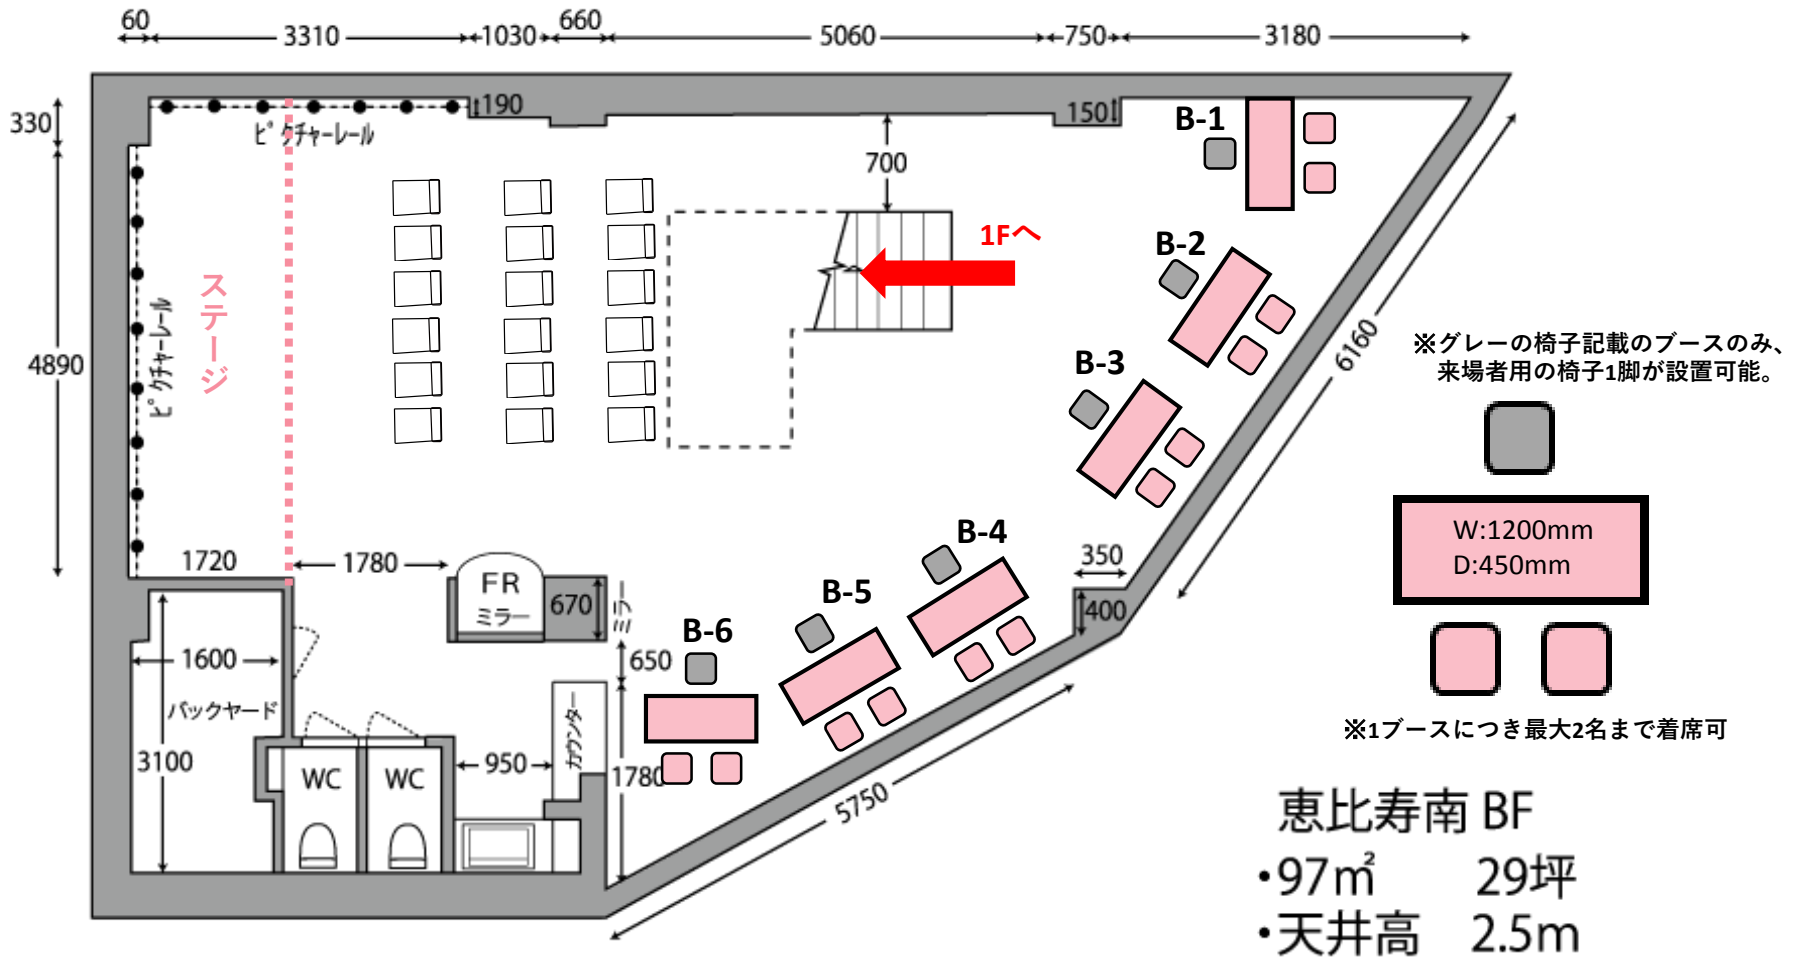 60
3310
1030
660
5060
750
3180
330
190
150
ピクチャーレール
B-1
700
1Fへ
B-2
4890
ステージ
ピクチャーレール
6160
B-3
※グレーの椅子記載のブースのみ、
来場者用の椅子1脚が設置可能。
W:1200mm
D:450mm
※1ブースにつき最大2名まで着席可
1720
1780
FR
ミラー
670
ミラー
B-4
350
400
B-5
B-6
650
1600
バックヤード
3100
WC
WC
950
カウンター
1780
5750
恵比寿南 BF
・97㎡ 29坪
・天井高 2.5m